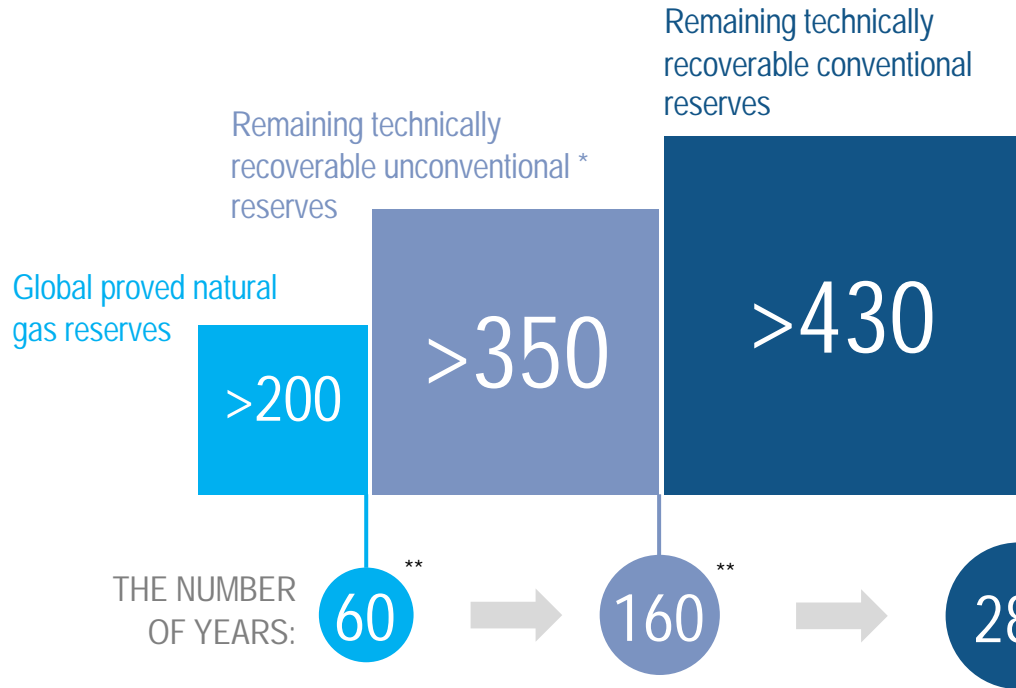 Remaining technically
recoverable conventional
reserves
Remaining technically
recoverable unconventional *
reserves
Global proved natural
gas reserves
>200
>350
>430
THE NUMBER
OF YEARS:
60
**
160
**